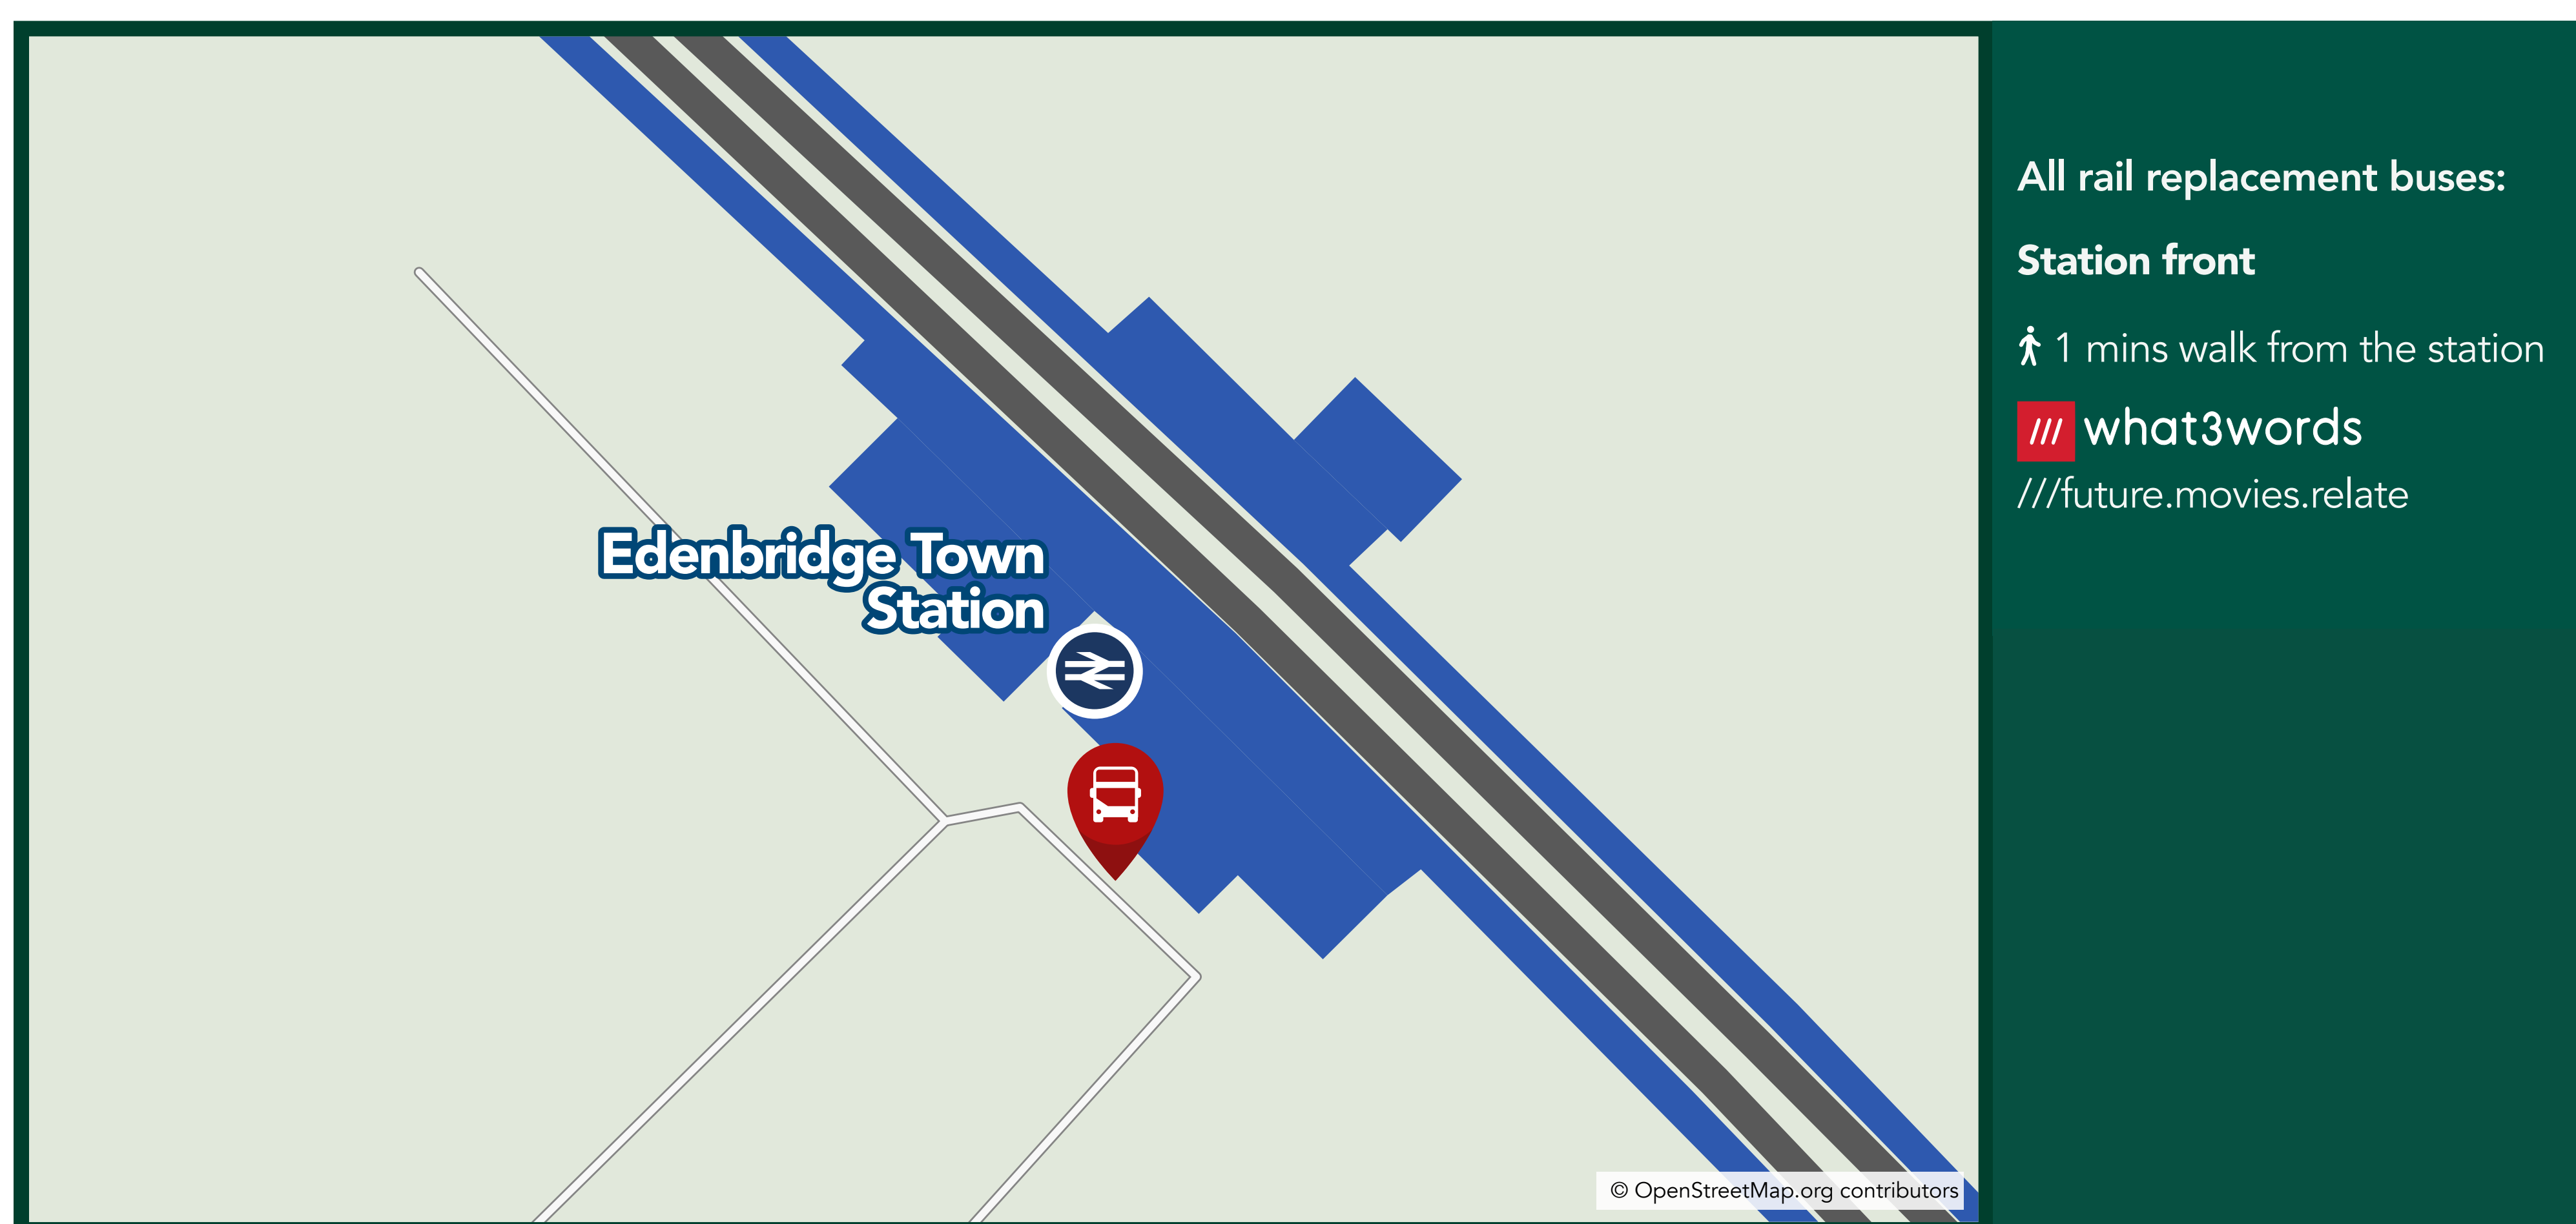 Edenbridge Town
Station
© OpenStreetMap.org contributors
All rail replacement buses:
Station front
1 mins walk from the station
/// what3words
///future.movies.relate